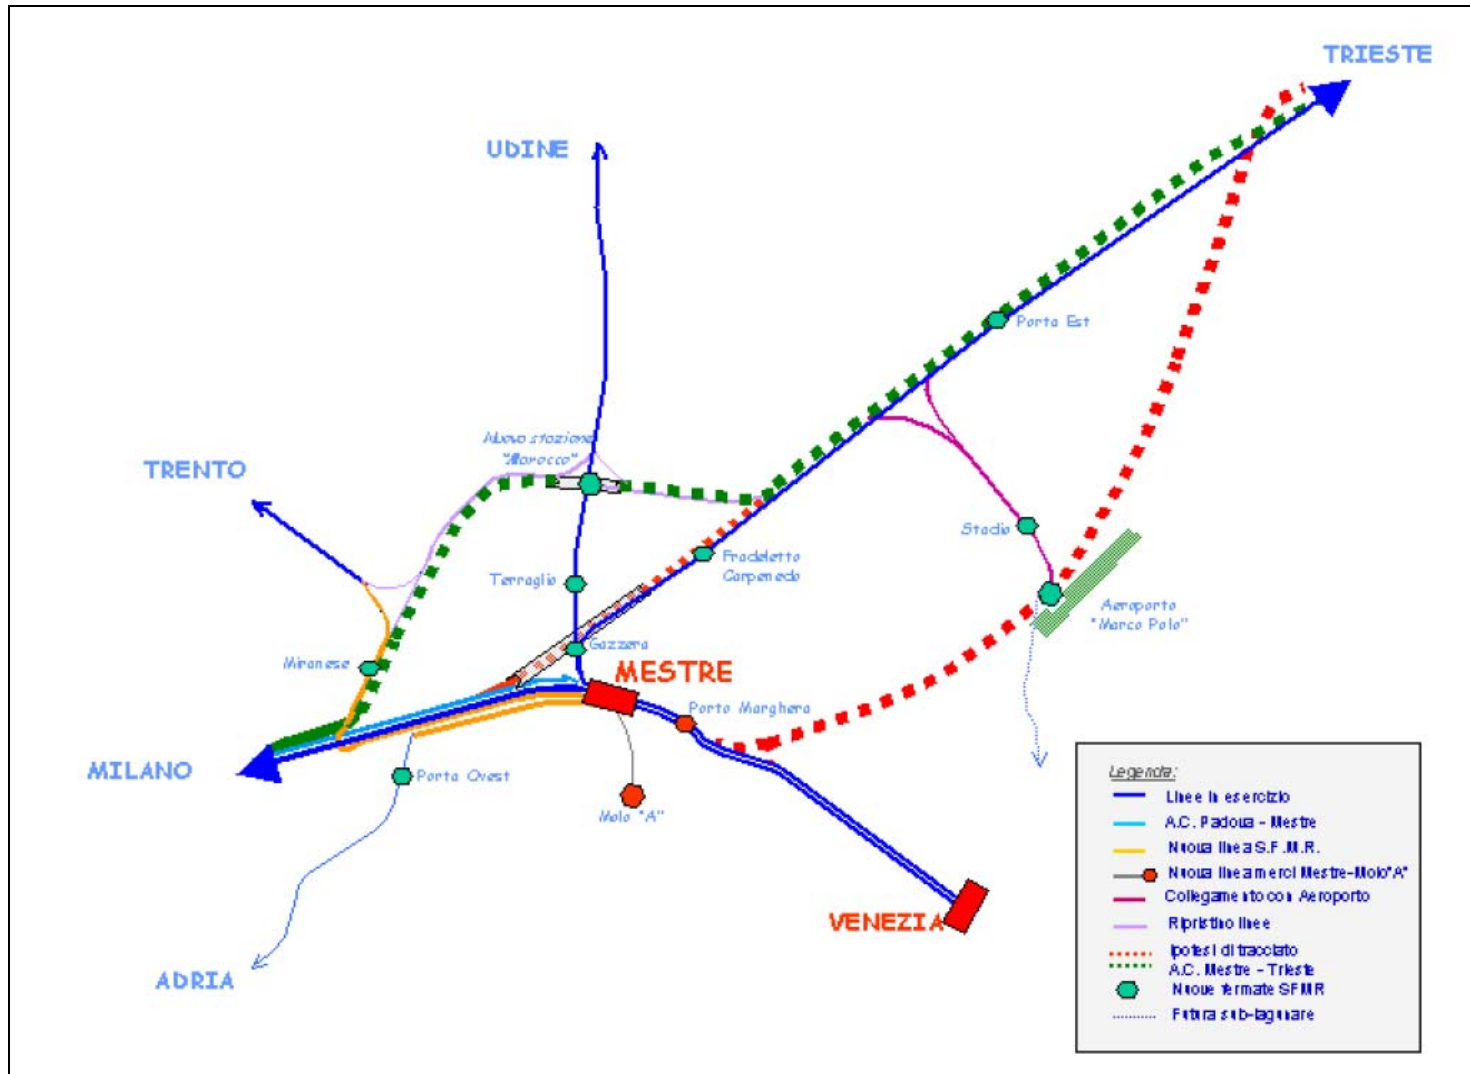 TRIESTE
UDINE
Porta Est
Nuova stazione
"Marocco"
TRENTO
Stadio
Fradeletto
Carpenedo
Terraglio
Aeroporto
"Marco Polo"
Gazzera
Miranese
MESTRE
Porto Marghera
MILANO
Porta Ovest
Molo "A"
VENEZIA
ADRIA
Legenda:
Linee in esercizio
A.C. Padova - Mestre
Nuova linea S.F.M.R.
Nuova linea merci Mestre-Molo"A"
Collegamento con Aeroporto
Ripristino linee
Ipotesi di tracciato
A.C. Mestre - Trieste
Nuove fermate SFMR
Futura sub-lagunare